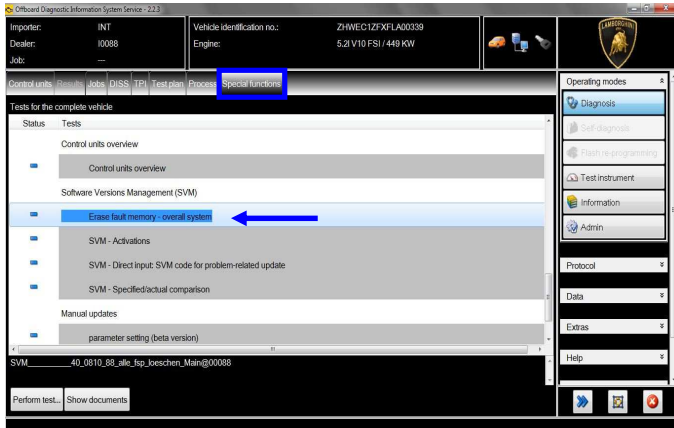 Offboard Diagnostic Information System Service - 2.2.3
Importer: INT
Dealer: I0088
Job: ---
Vehicle identification no.: ZHWEC1ZFXFLA00339
Engine: 5.2l V10 FSI / 449 KW
LAMBORGHINI
Control units Results Jobs DISS TPI Test plan Process Special functions
Tests for the complete vehicle
Status Tests
Control units overview
Control units overview
Software Versions Management (SVM)
Erase fault memory - overall system
SVM - Activations
SVM - Direct input: SVM code for problem-related update
SVM - Specified/actual comparison
Manual updates
parameter setting (beta version)
SVM_______40_0810_88_alle_fsp_loeschen_Main@00088
Perform test... Show documents
Operating modes
Diagnosis
Self-diagnosis
Flash re-programming
Test instrument
Information
Admin
Protocol
Data
Extras
Help